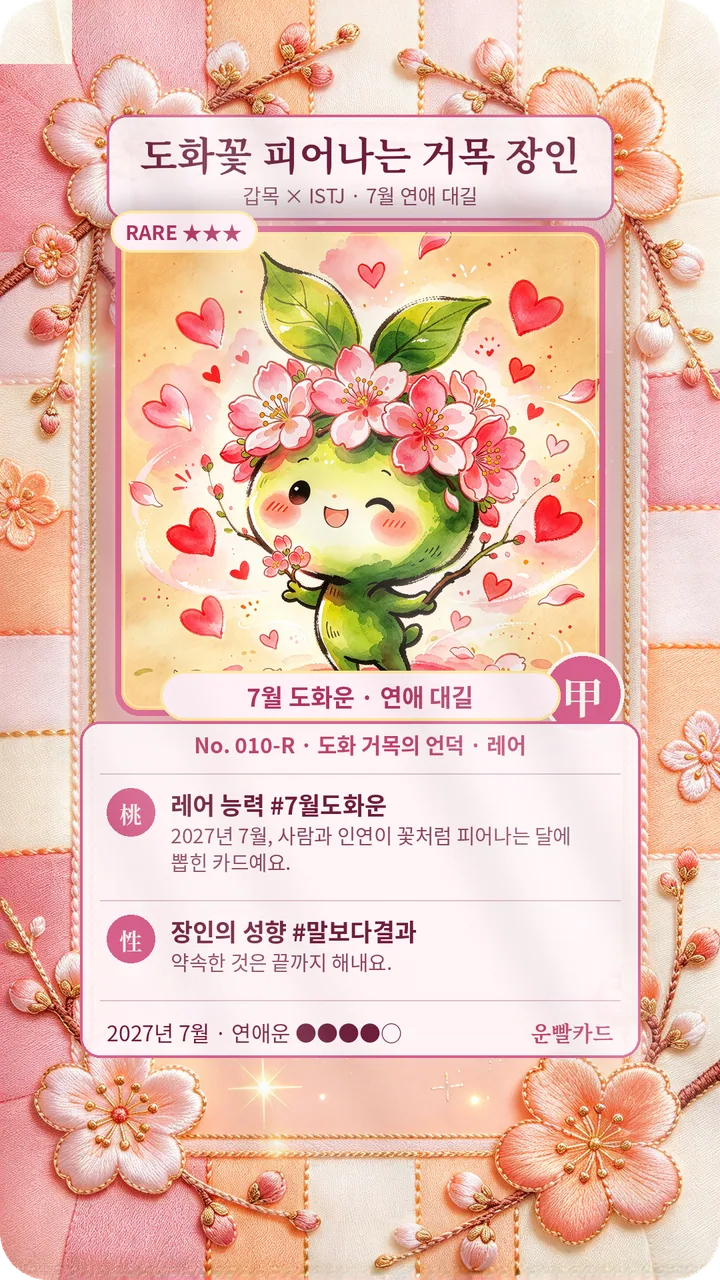 도화꽃 피어나는 거목 장인
갑목 × ISTJ · 7월 연애 대길
RARE ★★★
7월 도화운 · 연애 대길
甲
No. 010-R · 도화 거목의 언덕 · 레어
桃
레어 능력 #7월도화운
2027년 7월, 사람과 인연이 꽃처럼 피어나는 달에
뽑힌 카드예요.
性
장인의 성향 #말보다결과
약속한 것은 끝까지 해내요.
2027년 7월 · 연애운 ●●●●○
운빨카드